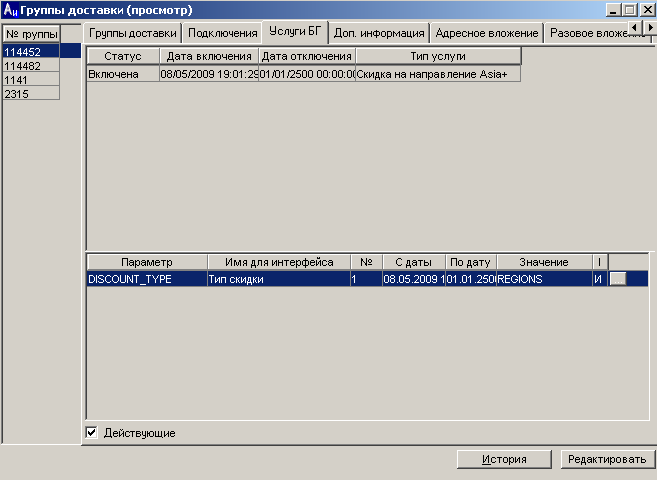 Группы доставки (просмотр)
№ группы
114452
114482
1141
2315
Группы доставки Подключения Услуги БГ Доп. информация Адресное вложение Разовое вложение
Статус Дата включения Дата отключения Тип услуги
Включена 08/05/2009 19:01:29 01/01/2500 00:00:00 Скидка на направление Asia+
Параметр Имя для интерфейса № С даты По дату Значение I
DISCOUNT_TYPE Тип скидки 1 08.05.2009 1 01.01.250 REGIONS И ...
Действующие
История Редактировать